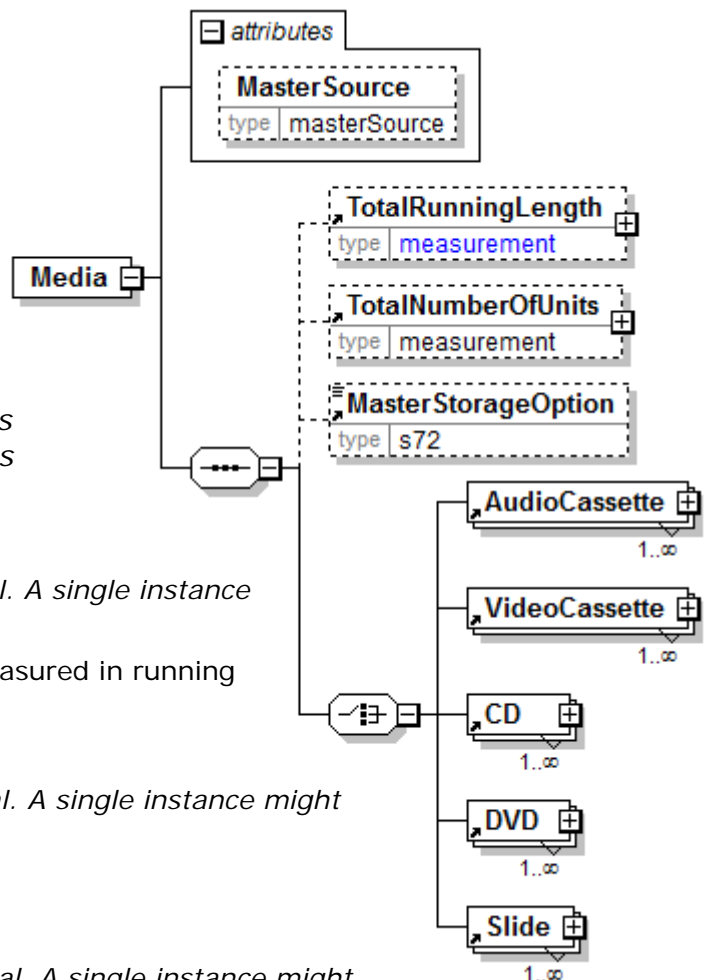 attributes
MasterSource
type masterSource
TotalRunningLength
type measurement
Media
TotalNumberOfUnits
type measurement
MasterStorageOption
type s72
s
s
AudioCassette
1..∞
l. A single instance
VideoCassette
1..∞
asured in running
CD
1..∞
al. A single instance might
DVD
1..∞
Slide
1..∞
al. A single instance might